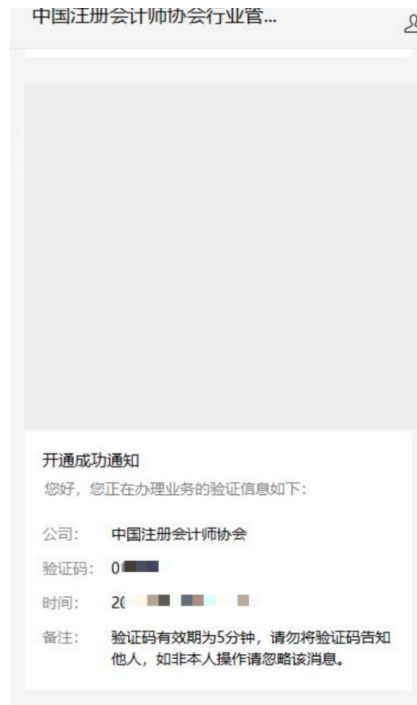 中国注册会计师协会行业管...
开通成功通知
您好，您正在办理业务的验证信息如下：
公司： 中国注册会计师协会
验证码： 0
时间： 20
备注： 验证码有效期为5分钟，请勿将验证码告知
他人，如非本人操作请忽略该消息。